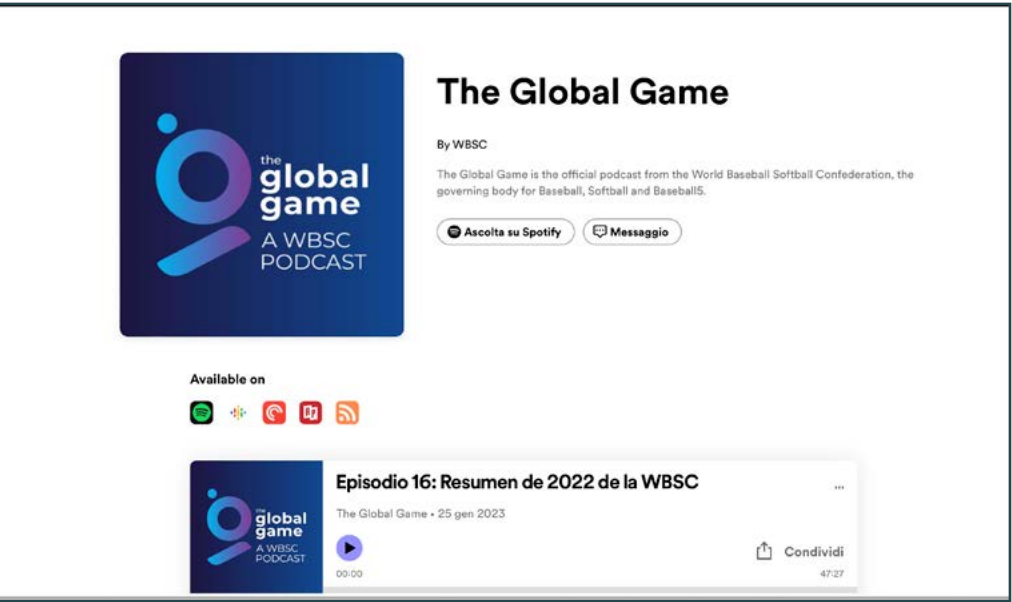 the
global
game
A WBSC
PODCAST
The Global Game
By WBSC
The Global Game is the official podcast from the World Baseball Softball Confederation, the
governing body for Baseball, Softball and Baseball5.
Ascolta su Spotify
Messaggio
Available on
the
global
game
A WBSC
PODCAST
Episodio 16: Resumen de 2022 de la WBSC
...
The Global Game • 25 gen 2023
Condividi
00:00
47:27